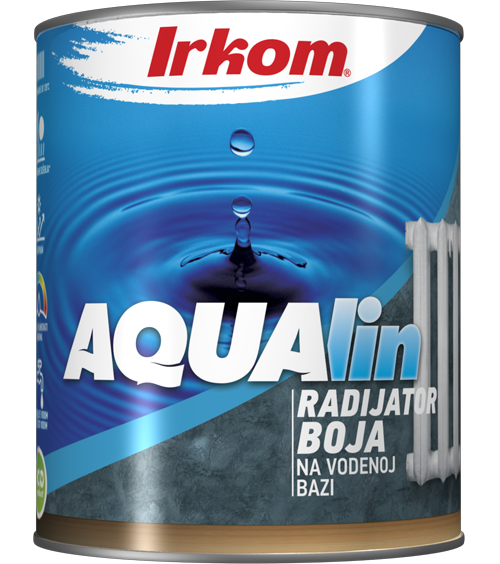 Irkom®
AQUAlin
RADIJATOR
BOJA
NA VODENOJ
BAZI